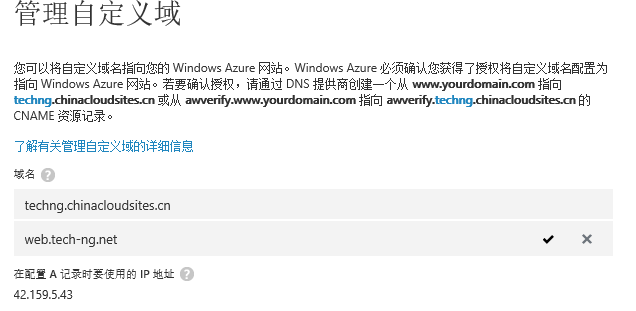 管理自定义域
您可以将自定义域名指向您的 Windows Azure 网站。Windows Azure 必须确认您获得了授权将自定义域名配置为
指向 Windows Azure 网站。若要确认授权，请通过 DNS 提供商创建一个从 www.yourdomain.com 指向
techng.chinacloudsites.cn 或从 awverify.www.yourdomain.com 指向 awverify.techng.chinacloudsites.cn 的
CNAME 资源记录。
了解有关管理自定义域的详细信息
域名 ?
techng.chinacloudsites.cn
web.tech-ng.net
在配置 A 记录时要使用的 IP 地址 ?
42.159.5.43